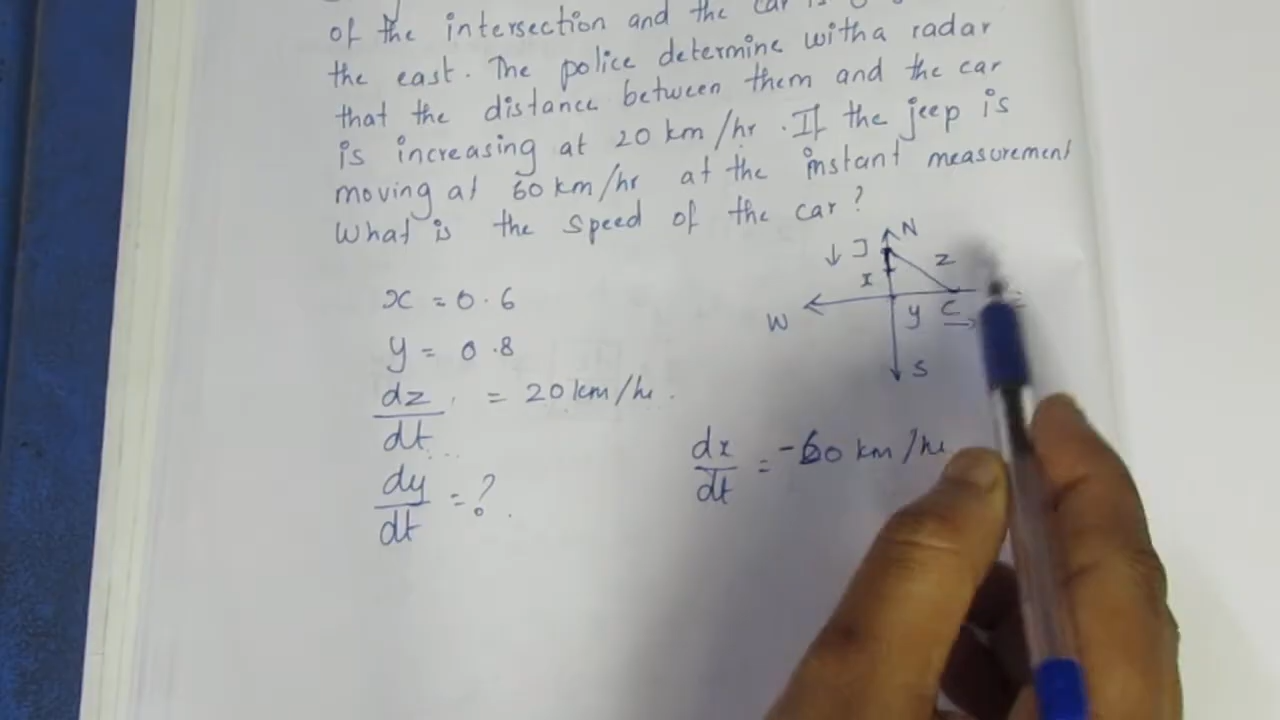 of the intersection and the car is
the east. The police determine with a radar
that the distance between them and the car
is increasing at 20 km/hr. If the jeep is
moving at 60 km/hr at the instant measurement
What is the speed of the car?
N
↓ J
z
x
W
y C
S
x = 0.6
y = 0.8
dz/dt = 20 km/hr.
dx/dt = -60 km/hr
dy/dt = ?